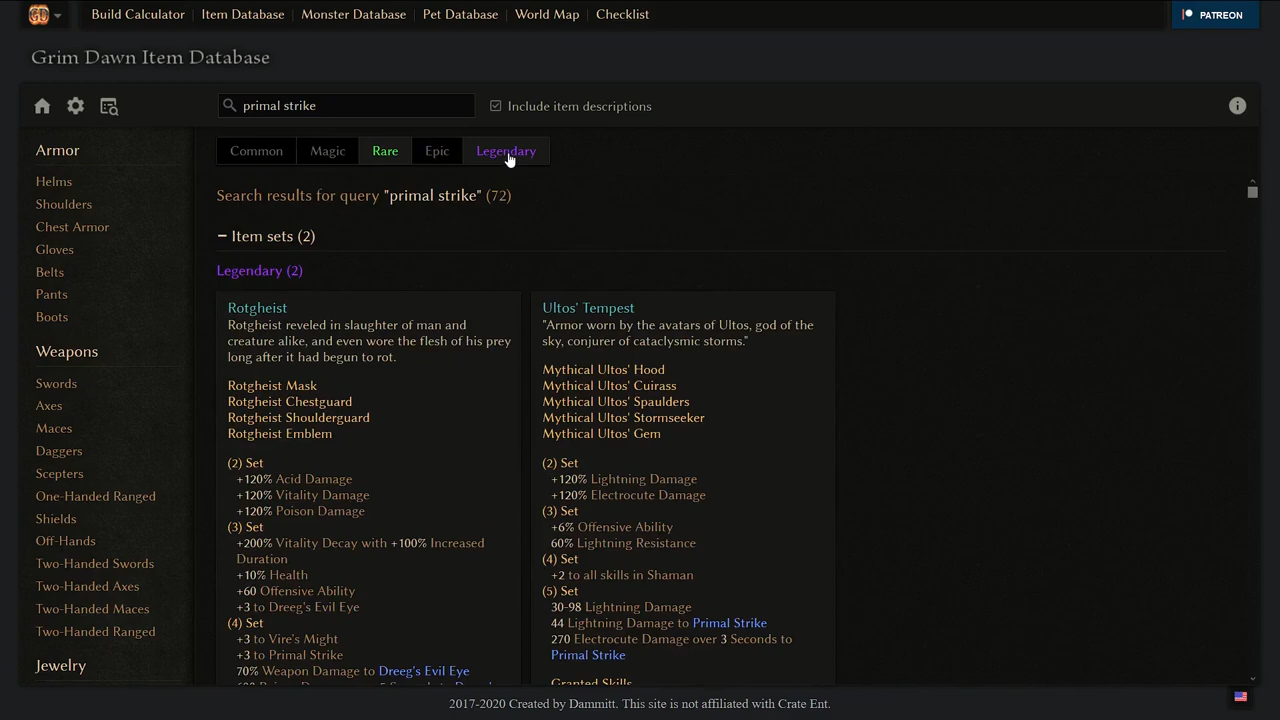 Build Calculator
Item Database
Monster Database
Pet Database
World Map
Checklist
PATREON
Grim Dawn Item Database
primal strike
Include item descriptions
Armor
Helms
Shoulders
Chest Armor
Gloves
Belts
Pants
Boots
Weapons
Swords
Axes
Maces
Daggers
Scepters
One-Handed Ranged
Shields
Off-Hands
Two-Handed Swords
Two-Handed Axes
Two-Handed Maces
Two-Handed Ranged
Jewelry
Common
Magic
Rare
Epic
Legendary
Search results for query "primal strike" (72)
Item sets (2)
Legendary (2)
Rotgheist
Rotgheist reveled in slaughter of man and
creature alike, and even wore the flesh of his prey
long after it had begun to rot.
Rotgheist Mask
Rotgheist Chestguard
Rotgheist Shoulderguard
Rotgheist Emblem
(2) Set
+120% Acid Damage
+120% Vitality Damage
+120% Poison Damage
(3) Set
+200% Vitality Decay with +100% Increased
Duration
+10% Health
+60 Offensive Ability
+3 to Dreeg's Evil Eye
(4) Set
+3 to Vire's Might
+3 to Primal Strike
70% Weapon Damage to Dreeg's Evil Eye
Ultos' Tempest
"Armor worn by the avatars of Ultos, god of the
sky, conjurer of cataclysmic storms."
Mythical Ultos' Hood
Mythical Ultos' Cuirass
Mythical Ultos' Spaulders
Mythical Ultos' Stormseeker
Mythical Ultos' Gem
(2) Set
+120% Lightning Damage
+120% Electrocute Damage
(3) Set
+6% Offensive Ability
60% Lightning Resistance
(4) Set
+2 to all skills in Shaman
(5) Set
30-98 Lightning Damage
44 Lightning Damage to Primal Strike
270 Electrocute Damage over 3 Seconds to
Primal Strike
Granted Skills
2017-2020 Created by Dammitt. This site is not affiliated with Crate Ent.